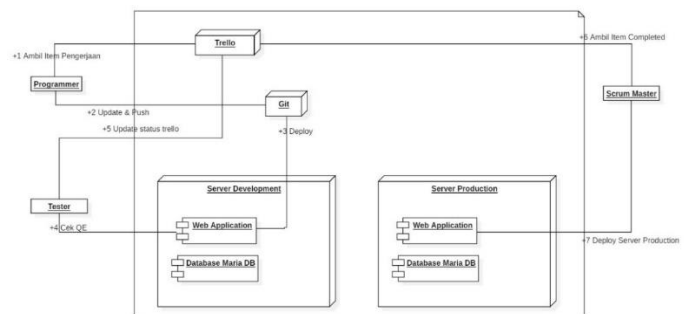 +6 Ambil Item Completed
Trello
+1 Ambil Item Pengerjaan
Programmer
Scrum Master
Git
+2 Update & Push
+5 Update status trello
+3 Deploy
Server Development
Server Production
Tester
Web Application
Web Application
+4 Cek QE
+7 Deploy Server Production
Database Maria DB
Database Maria DB